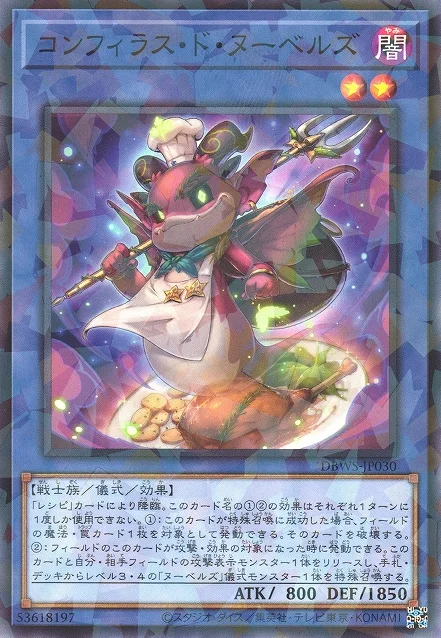 コンフィラス・ド・ヌーベルズ
闇
DBWS-JP030
【戦士族／儀式／効果】
「レシピ」カードにより降臨。このカード名の①②の効果はそれぞれ1ターンに
1度しか使用できない。①：このカードが特殊召喚に成功した場合、フィールド
の魔法・罠カード1枚を対象として発動できる。そのカードを破壊する。
②：フィールドのこのカードが攻撃・効果の対象になった時に発動できる。この
カードと自分・相手フィールドの攻撃表示モンスター1体をリリースし、手札・
デッキからレベル3・4の「ヌーベルズ」儀式モンスター1体を特殊召喚する。
ATK/ 800 DEF/1850
53618197
©スタジオ・ダイス/集英社・テレビ東京・KONAMI